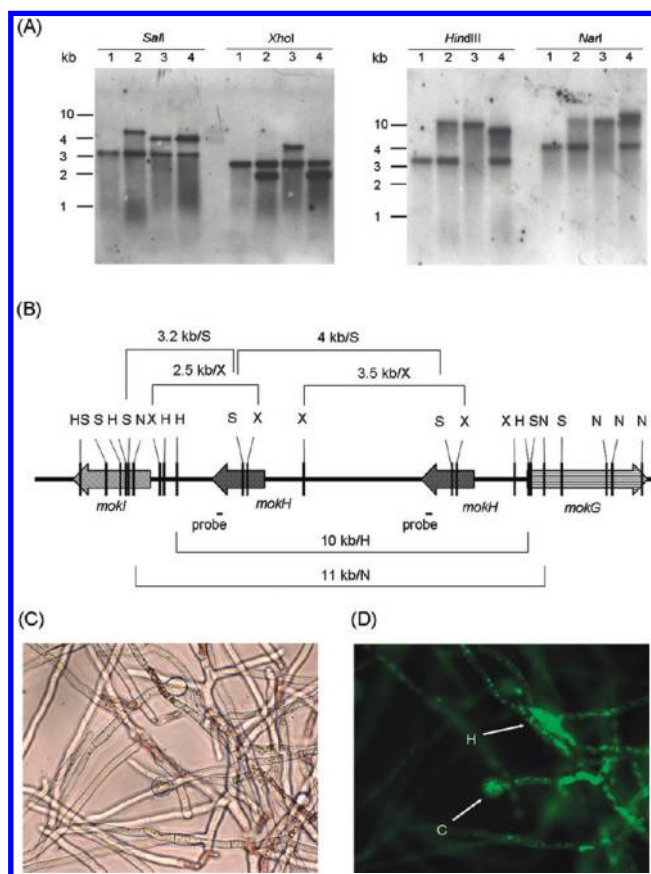 (A)
SalI XhoI HindIII NarI
kb 1 2 3 4 1 2 3 4 kb 1 2 3 4 1 2 3 4
10
4
3
2
1
10
4
3
2
1
(B)
3.2 kb/S 4 kb/S
2.5 kb/X 3.5 kb/X
H S S H S N X H H S X X S X X H S N S N N N
mokI mokH mokH mokG
probe probe
10 kb/H
11 kb/N
(C) (D)
H
C